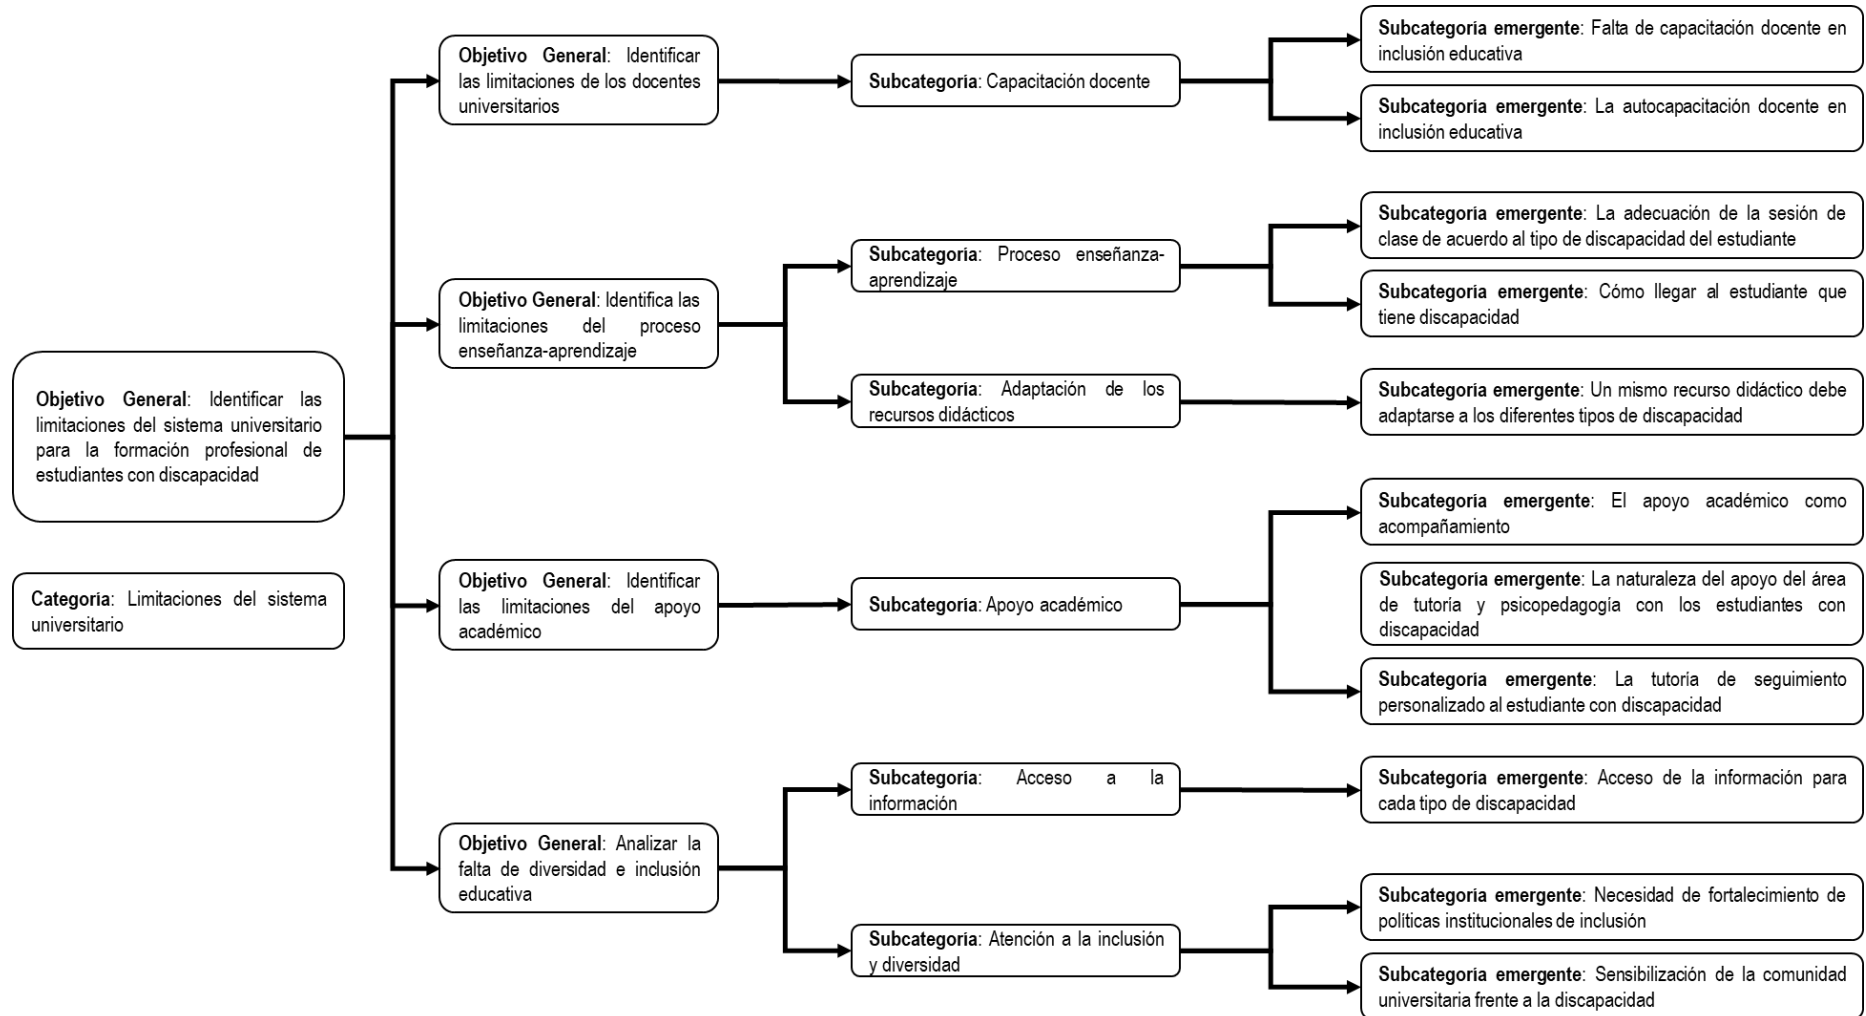 Objetivo General: Identificar las
limitaciones del sistema universitario
para la formación profesional de
estudiantes con discapacidad
Categoría: Limitaciones del sistema
universitario
Objetivo General: Identificar
las limitaciones de los docentes
universitarios
Objetivo General: Identifica las
limitaciones del proceso
enseñanza-aprendizaje
Objetivo General: Identificar
las limitaciones del apoyo
académico
Objetivo General: Analizar la
falta de diversidad e inclusión
educativa
Subcategoría: Capacitación docente
Subcategoría: Proceso enseñanza-
aprendizaje
Subcategoría: Adaptación de los
recursos didácticos
Subcategoría: Apoyo académico
Subcategoría: Acceso a la
información
Subcategoría: Atención a la inclusión
y diversidad
Subcategoría emergente: Falta de capacitación docente en
inclusión educativa
Subcategoría emergente: La autocapacitación docente en
inclusión educativa
Subcategoría emergente: La adecuación de la sesión de
clase de acuerdo al tipo de discapacidad del estudiante
Subcategoría emergente: Cómo llegar al estudiante que
tiene discapacidad
Subcategoría emergente: Un mismo recurso didáctico debe
adaptarse a los diferentes tipos de discapacidad
Subcategoría emergente: El apoyo académico como
acompañamiento
Subcategoría emergente: La naturaleza del apoyo del área
de tutoría y psicopedagogía con los estudiantes con
discapacidad
Subcategoría emergente: La tutoría de seguimiento
personalizado al estudiante con discapacidad
Subcategoría emergente: Acceso de la información para
cada tipo de discapacidad
Subcategoría emergente: Necesidad de fortalecimiento de
políticas institucionales de inclusión
Subcategoría emergente: Sensibilización de la comunidad
universitaria frente a la discapacidad